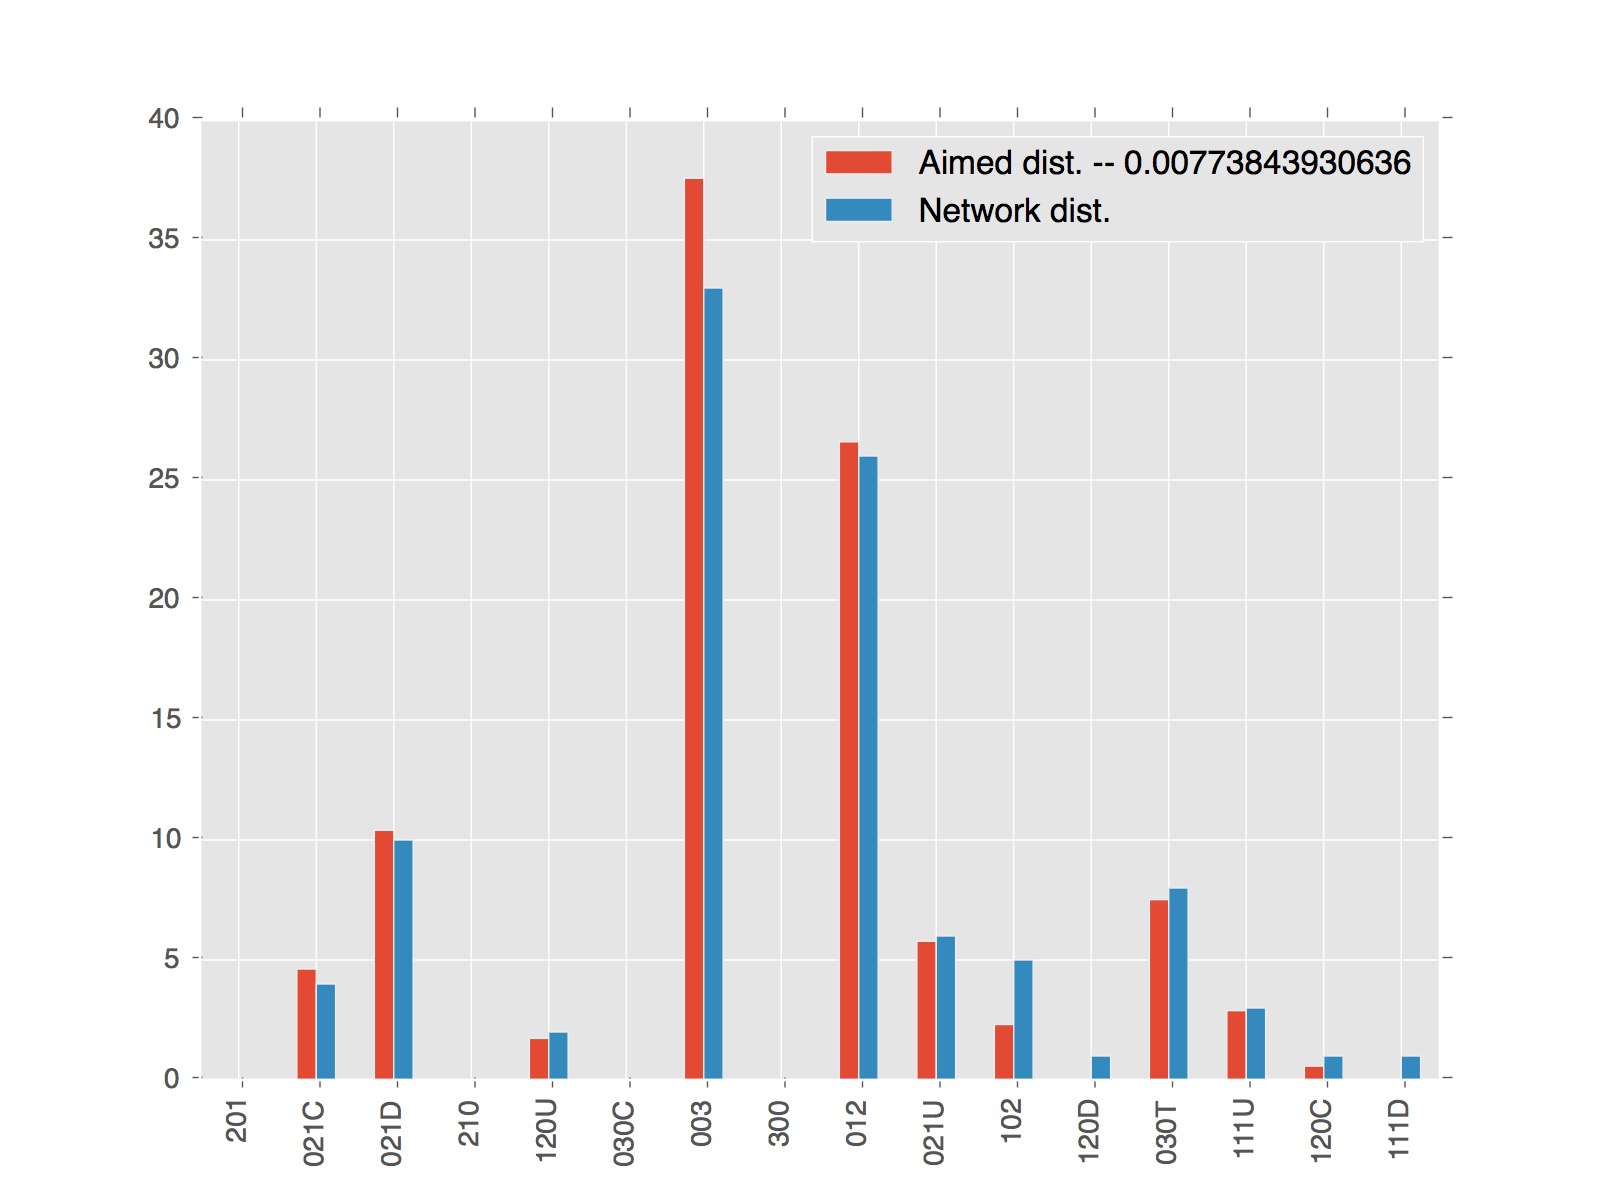 40
35
30
25
20
15
10
5
0
Aimed dist. -- 0.00773843930636
Network dist.
201
021C
021D
210
120U
030C
003
300
012
021U
102
120D
030T
111U
120C
111D